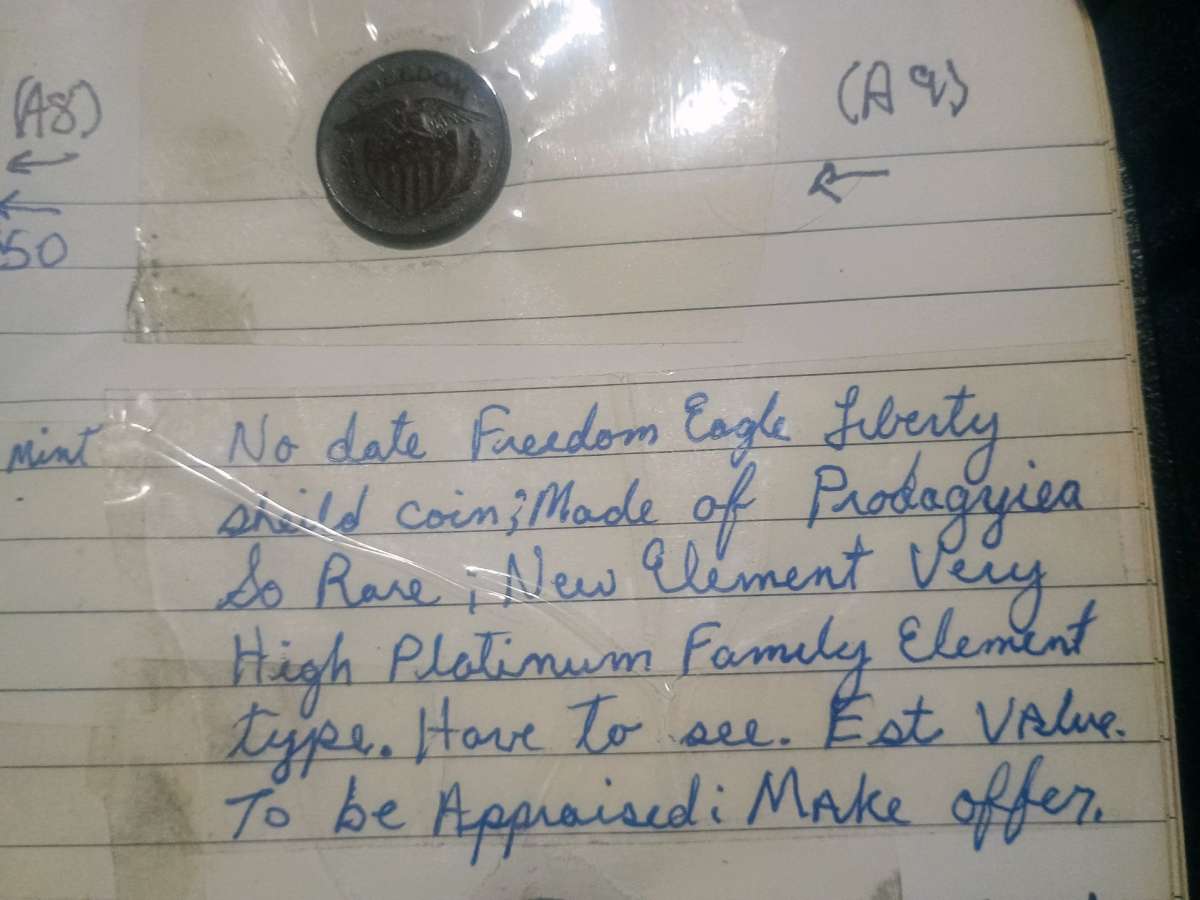 (A8)
(A9)
50
FREEDOM
Mint
No date Freedom Eagle Liberty
sheild coin; Made of Prodagyiea
So Rare ; New Element Very
High Platinum Family Element
type. Have to see. Est Value.
To be Appraised: Make offer.